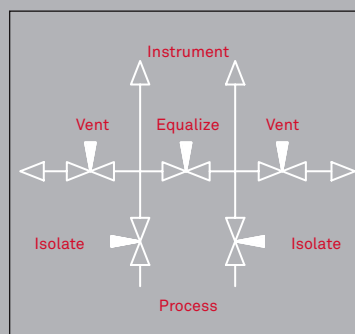 Instrument
Vent Equalize Vent
Isolate Isolate
Process